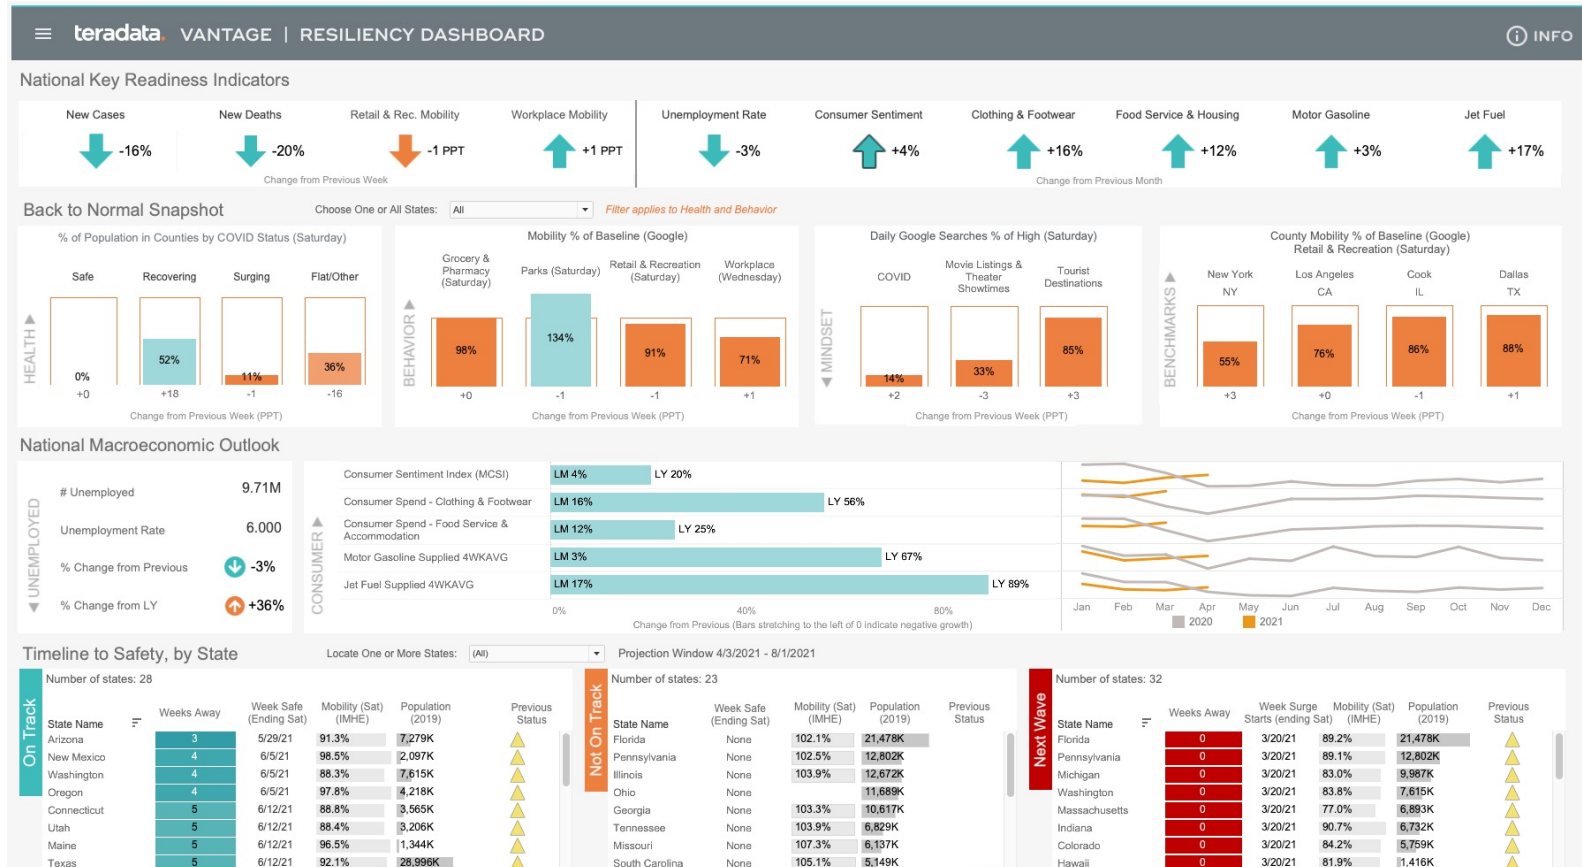 teradata. VANTAGE | RESILIENCY DASHBOARD
INFO
National Key Readiness Indicators
New Cases New Deaths Retail & Rec. Mobility Workplace Mobility Unemployment Rate Consumer Sentiment Clothing & Footwear Food Service & Housing Motor Gasoline Jet Fuel
-16% -20% -1 PPT +1 PPT -3% +4% +16% +12% +3% +17%
Change from Previous Week Change from Previous Month
Back to Normal Snapshot
Choose One or All States: All
Filter applies to Health and Behavior
HEALTH
% of Population in Counties by COVID Status (Saturday)
Safe Recovering Surging Flat/Other
0% 52% 11% 36%
+0 +18 -1 -16
Change from Previous Week (PPT)
BEHAVIOR
Mobility % of Baseline (Google)
Grocery & Pharmacy (Saturday)
Parks (Saturday)
Retail & Recreation (Saturday)
Workplace (Wednesday)
98% 134% 91% 71%
+0 -1 -1 +1
Change from Previous Week (PPT)
MINDSET
Daily Google Searches % of High (Saturday)
COVID
Movie Listings & Theater Showtimes
Tourist Destinations
14% 33% 85%
+2 -3 +3
Change from Previous Week (PPT)
BENCHMARKS
County Mobility % of Baseline (Google)
Retail & Recreation (Saturday)
New York Los Angeles Cook Dallas
NY CA IL TX
55% 76% 86% 88%
+3 +0 -1 +1
Change from Previous Week (PPT)
National Macroeconomic Outlook
UNEMPLOYED
# Unemployed 9.71M
Unemployment Rate 6.000
% Change from Previous -3%
% Change from LY +36%
CONSUMER
Consumer Sentiment Index (MCSI) LM 4% LY 20%
Consumer Spend - Clothing & Footwear LM 16% LY 56%
Consumer Spend - Food Service & Accommodation LM 12% LY 25%
Motor Gasoline Supplied 4WKAVG LM 3% LY 67%
Jet Fuel Supplied 4WKAVG LM 17% LY 89%
0% 40% 80%
Change from Previous (Bars stretching to the left of 0 indicate negative growth)
Jan Feb Mar Apr May Jun Jul Aug Sep Oct Nov Dec
2020 2021
Timeline to Safety, by State
Locate One or More States: (All)
Projection Window 4/3/2021 - 8/1/2021
On Track
Number of states: 28
State Name Weeks Away Week Safe (Ending Sat) Mobility (Sat) (IMHE) Population (2019) Previous Status
Arizona 3 5/29/21 91.3% 7,279K
New Mexico 4 6/5/21 98.5% 2,097K
Washington 4 6/5/21 88.3% 7,615K
Oregon 4 6/5/21 97.8% 4,218K
Connecticut 5 6/12/21 88.8% 3,565K
Utah 5 6/12/21 88.4% 3,206K
Maine 5 6/12/21 96.5% 1,344K
Texas 5 6/12/21 92.1% 28,996K
Not On Track
Number of states: 23
State Name Week Safe (Ending Sat) Mobility (Sat) (IMHE) Population (2019) Previous Status
Florida None 102.1% 21,478K
Pennsylvania None 102.5% 12,802K
Illinois None 103.9% 12,672K
Ohio None 11,689K
Georgia None 103.3% 10,617K
Tennessee None 103.9% 6,829K
Missouri None 107.3% 6,137K
South Carolina None 105.1% 5,149K
Next Wave
Number of states: 32
State Name Weeks Away Week Surge Starts (ending Sat) Mobility (Sat) (IMHE) Population (2019) Previous Status
Florida 0 3/20/21 89.2% 21,478K
Pennsylvania 0 3/20/21 89.1% 12,802K
Michigan 0 3/20/21 83.0% 9,987K
Washington 0 3/20/21 83.8% 7,615K
Massachusetts 0 3/20/21 77.0% 6,893K
Indiana 0 3/20/21 90.7% 6,732K
Colorado 0 3/20/21 84.2% 5,759K
Hawaii 0 3/20/21 81.9% 1,416K